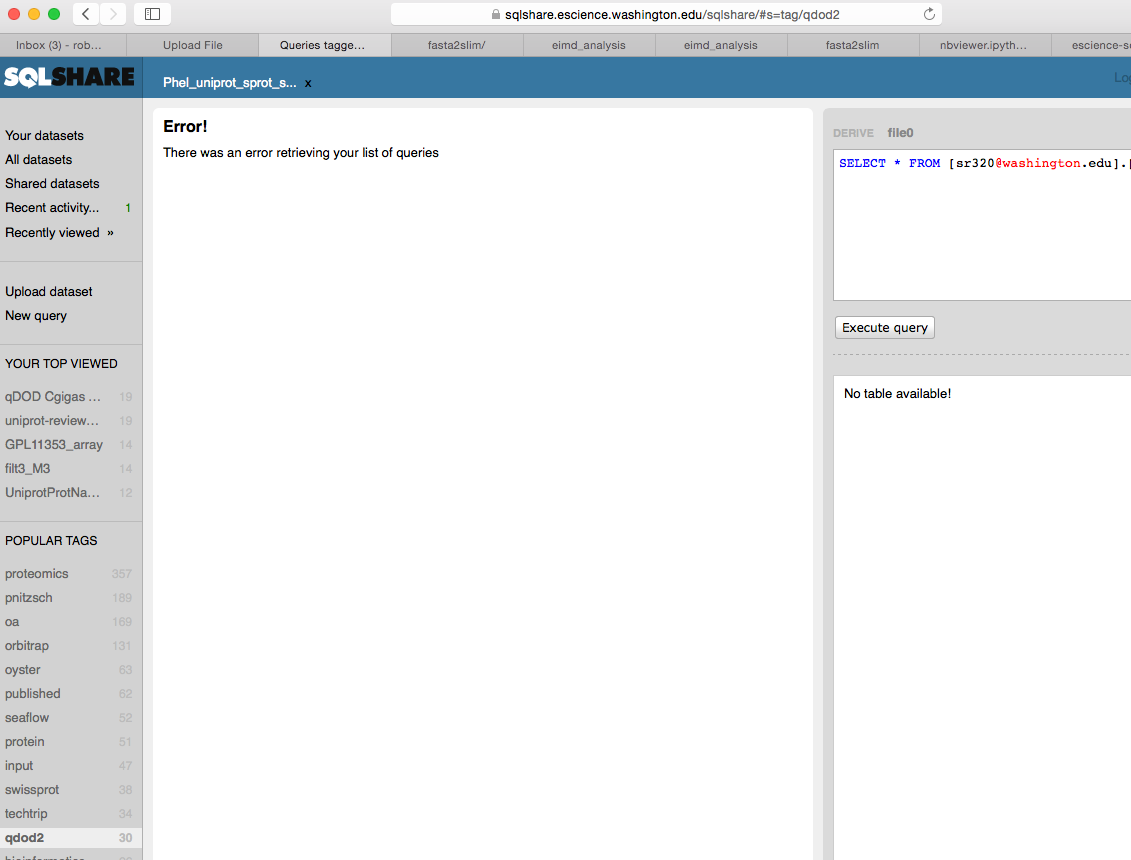 sqlshare.escience.washington.edu/sqlshare/#s=tag/qdod2
Inbox (3) - rob… Upload File Queries tagge… fasta2slim/ eimd_analysis eimd_analysis fasta2slim nbviewer.ipyth… escience-s
SQLSHARE
Phel_uniprot_sprot_s... x
Your datasets
All datasets
Shared datasets
Recent activity... 1
Recently viewed »
Upload dataset
New query
YOUR TOP VIEWED
qDOD Cgigas ... 19
uniprot-review... 19
GPL11353_array 14
filt3_M3 14
UniprotProtNa... 12
POPULAR TAGS
proteomics 357
pnitzsch 189
oa 169
orbitrap 131
oyster 63
published 62
seaflow 52
protein 51
input 47
swissprot 38
techtrip 34
qdod2 30
Error!
There was an error retrieving your list of queries
DERIVE file0
SELECT * FROM [sr320@washington.edu].[
Execute query
No table available!